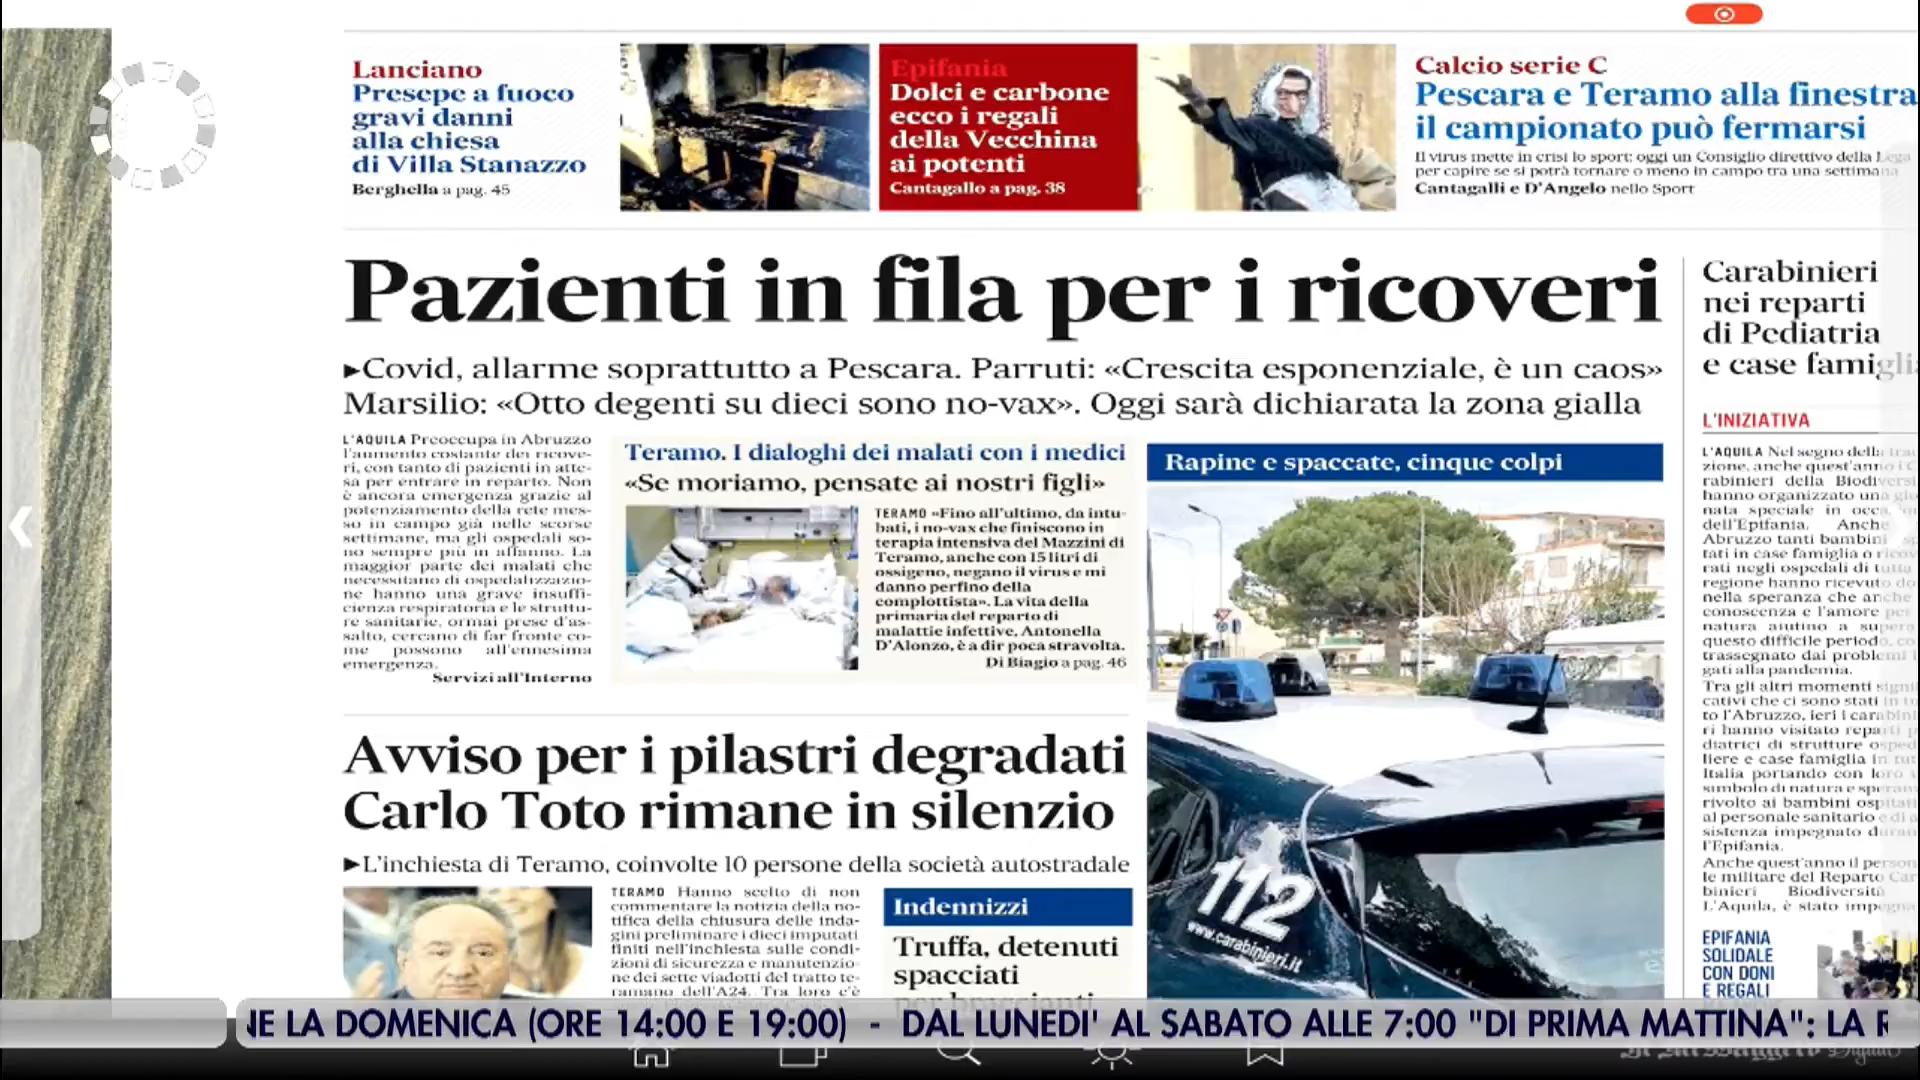 Lanciano
Presepe a fuoco
gravi danni
alla chiesa
di Villa Stanazzo
Berghella a pag. 45
Epifania
Dolci e carbone
ecco i regali
della Vecchina
ai potenti
Cantagallo a pag. 38
Calcio serie C
Pescara e Teramo alla finestra
il campionato può fermarsi
Il virus mette in crisi lo sport: oggi un Consiglio direttivo della Lega
per capire se si potrà tornare o meno in campo tra una settimana
Cantagalli e D'Angelo nello Sport
Pazienti in fila per i ricoveri
►Covid, allarme soprattutto a Pescara. Parruti: «Crescita esponenziale, è un caos»
Marsilio: «Otto degenti su dieci sono no-vax». Oggi sarà dichiarata la zona gialla
L'AQUILA Preoccupa in Abruzzo
l'aumento costante dei ricove-
ri, con tanto di pazienti in atte-
sa per entrare in reparto. Non
è ancora emergenza grazie al
potenziamento della rete mes-
so in campo già nelle scorse
settimane, ma gli ospedali so-
no sempre più in affanno. La
maggior parte dei malati che
necessitano di ospedalizzazio-
ne hanno una grave insuffi-
cienza respiratoria e le struttu-
re sanitarie, ormai prese d'as-
salto, cercano di far fronte co-
me possono all'ennesima
emergenza.
Servizi all'Interno
Teramo. I dialoghi dei malati con i medici
«Se moriamo, pensate ai nostri figli»
TERAMO «Fino all'ultimo, da intu-
bati, i no-vax che finiscono in
terapia intensiva del Mazzini di
Teramo, anche con 15 litri di
ossigeno, negano il virus e mi
danno perfino della
complottista». La vita della
primaria del reparto di
malattie infettive, Antonella
D'Alonzo, è a dir poca stravolta.
Di Biagio a pag. 46
Rapine e spaccate, cinque colpi
112
www.carabinieri.it
Avviso per i pilastri degradati
Carlo Toto rimane in silenzio
►L'inchiesta di Teramo, coinvolte 10 persone della società autostradale
TERAMO Hanno scelto di non
commentare la notizia della no-
tifica della chiusura delle inda-
gini preliminare i dieci imputati
finiti nell'inchiesta sulle condi-
zioni di sicurezza e manutenzio-
ne dei sette viadotti del tratto te-
ramano dell'A24. Tra loro c'è
Indennizzi
Truffa, detenuti
spacciati
per braccianti
Carabinieri
nei reparti
di Pediatria
e case famiglia
L'INIZIATIVA
L'AQUILA Nel segno della tra
zione, anche quest'anno i C
rabinieri della Biodiversi
hanno organizzato una gio
nata speciale in occa
dell'Epifania. Anche
Abruzzo tanti bambini
tati in case famiglia o ricov
rati negli ospedali di tutta
regione hanno ricevuto do
nella speranza che anche
conoscenza e l'amore per
natura aiutino a supera
questo difficile periodo, co
trassegnato dai problemi
gati alla pandemia.
Tra gli altri momenti signi
cativi che ci sono stati in tu
to l'Abruzzo, ieri i carabini
ri hanno visitato reparti p
diatrici di strutture osped
liere e case famiglia in tut
Italia portando con loro
simbolo di natura e speran
rivolto ai bambini ospitati
al personale sanitario e di a
sistenza impegnato duran
l'Epifania.
Anche quest'anno il person
le militare del Reparto Car
binieri Biodiversità
L'Aquila, è stato impegna
EPIFANIA
SOLIDALE
CON DONI
E REGALI
NE LA DOMENICA (ORE 14:00 E 19:00) - DAL LUNEDI' AL SABATO ALLE 7:00 "DI PRIMA MATTINA": LA R